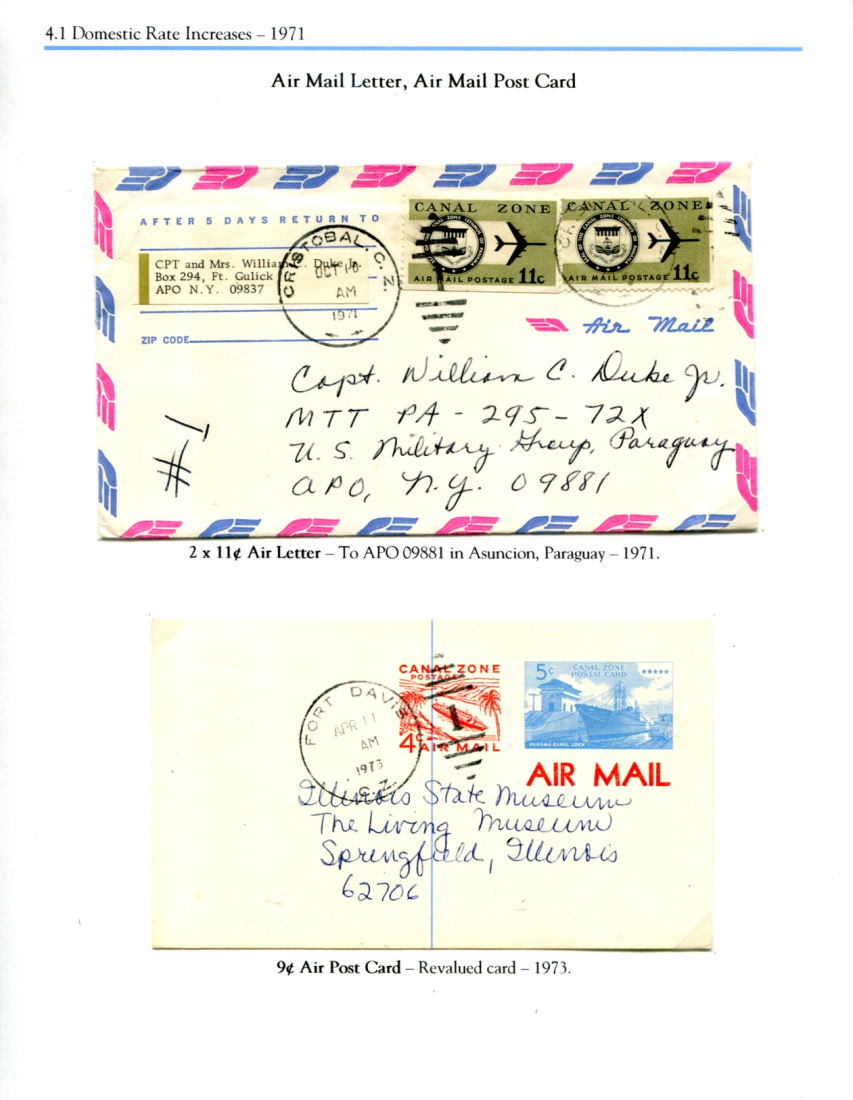 4.1 Domestic Rate Increases – 1971
Air Mail Letter, Air Mail Post Card
AFTER 5 DAYS RETURN TO
CPT and Mrs. William C. Duke Jr.
Box 294, Ft. Gulick
APO N.Y. 09837
ZIP CODE
CRISTOBAL, C.Z.
OCT 10
AM
1971
CANAL ZONE
AIR MAIL POSTAGE 11c
CANAL ZONE
AIR MAIL POSTAGE 11c
Air Mail
Capt. William C. Duke Jr.
MTT PA - 295 - 72X
U. S. Military Group, Paraguay
APO, N.Y. 09881
#1
2 x 11¢ Air Letter – To APO 09881 in Asuncion, Paraguay – 1971.
FORT DAVIS
APR 11
AM
1973
C.Z.
CANAL ZONE
POSTAGE
4c AIR MAIL
1
5c CANAL ZONE
POSTAL CARD
PANAMA CANAL LOCK
AIR MAIL
Illinois State Museum
The Living Museum
Springfield, Illinois
62706
9¢ Air Post Card – Revalued card – 1973.